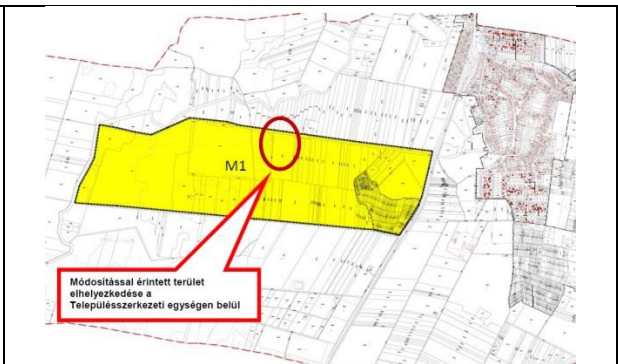 M1
Módosítással érintett terület
elhelyezkedése a
Településszerkezeti egységen belül